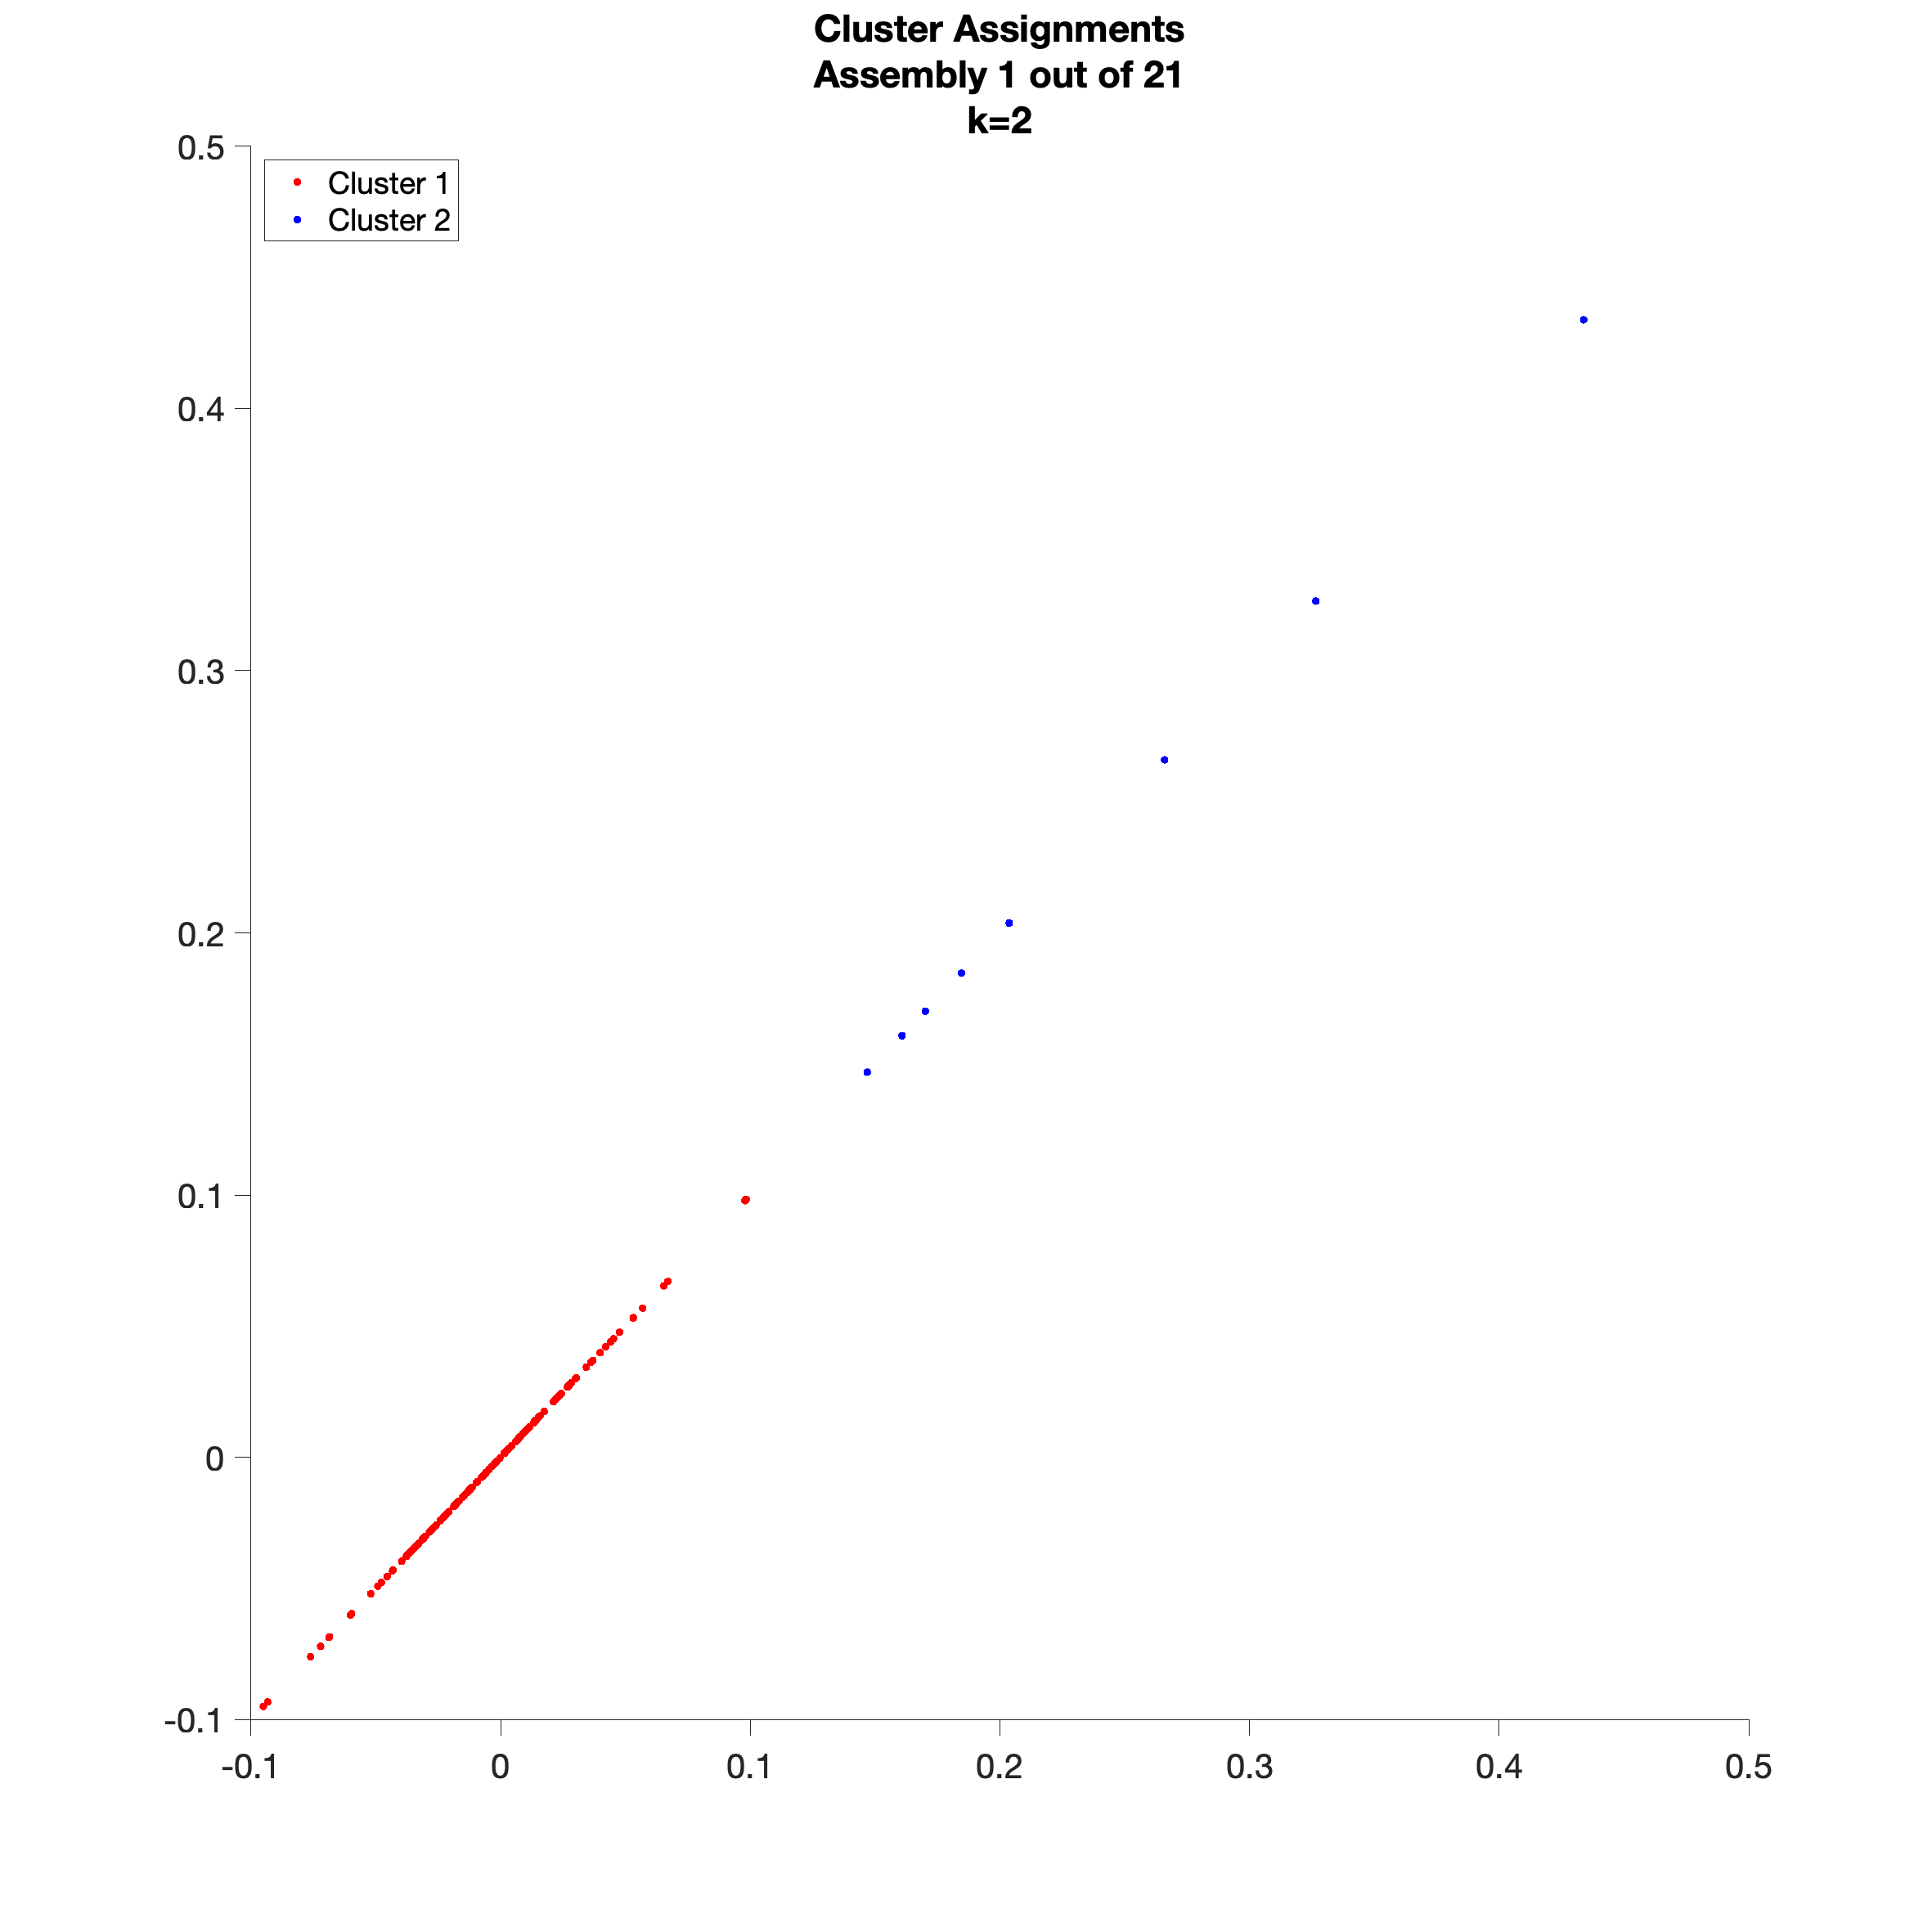 Cluster Assignments
Assembly 1 out of 21
k=2
0.5
Cluster 1
Cluster 2
0.4
0.3
0.2
0.1
0
-0.1
-0.1 0 0.1 0.2 0.3 0.4 0.5